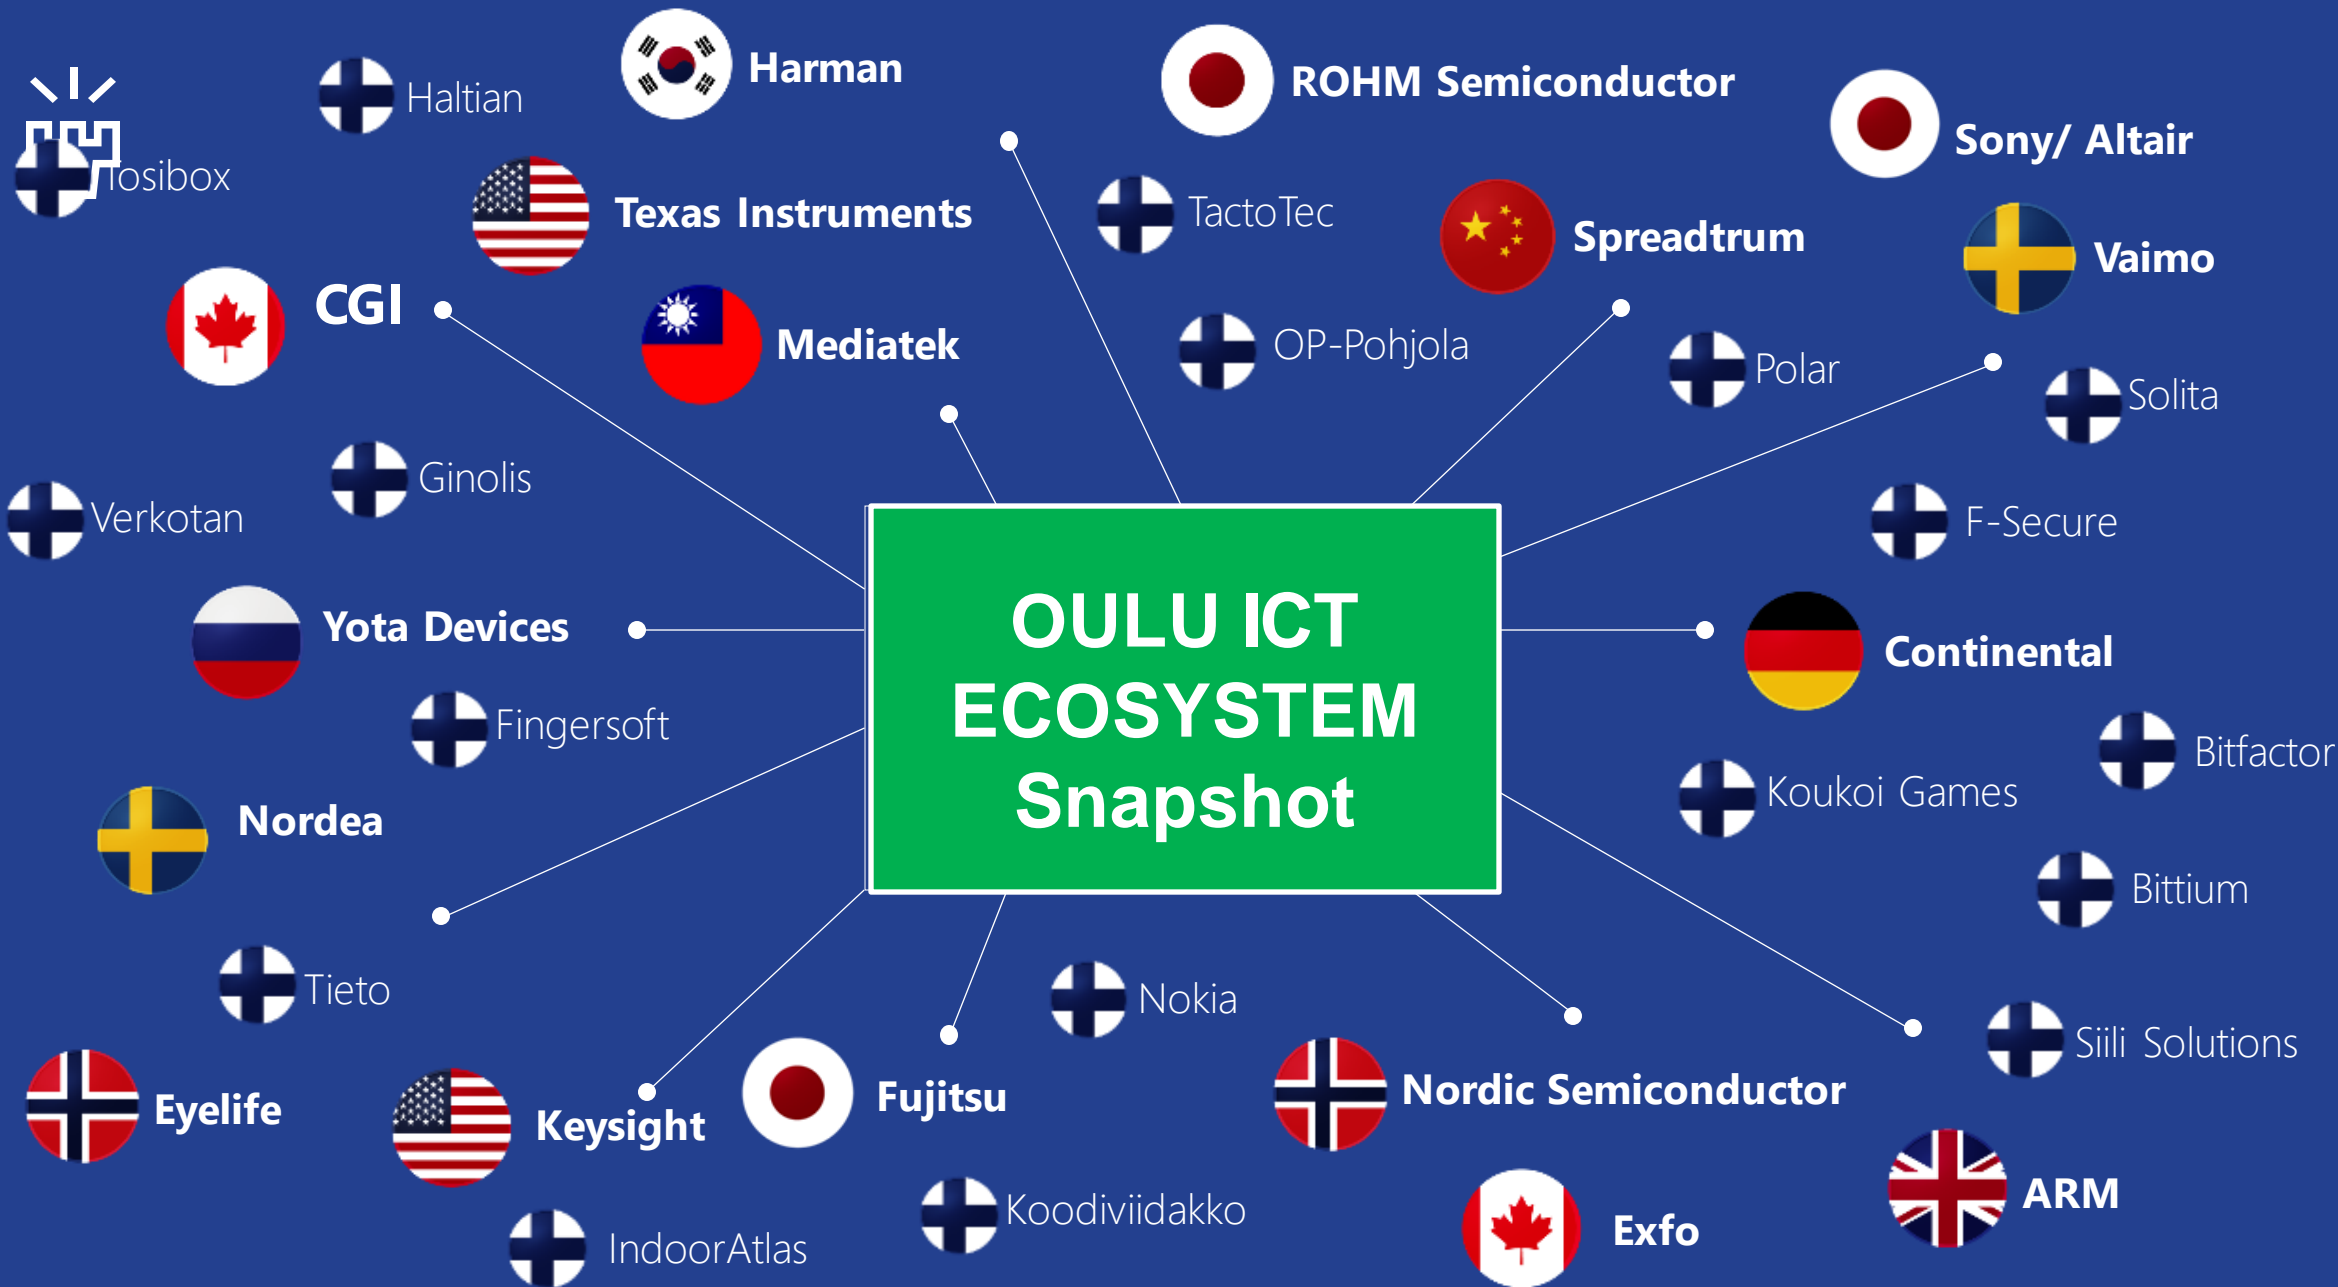 Harman
ROHM Semiconductor
Haltian
Sony/ Altair
Tosibox
Texas Instruments
TactoTec
Spreadtrum
Vaimo
CGI
Mediatek
OP-Pohjola
Polar
Solita
Ginolis
Verkotan
F-Secure
OULU ICT
ECOSYSTEM
Snapshot
Yota Devices
Continental
Fingersoft
Bitfactor
Koukoi Games
Nordea
Bittium
Tieto
Nokia
Siili Solutions
Eyelife
Keysight
Fujitsu
Nordic Semiconductor
ARM
Koodiviidakko
Exfo
IndoorAtlas